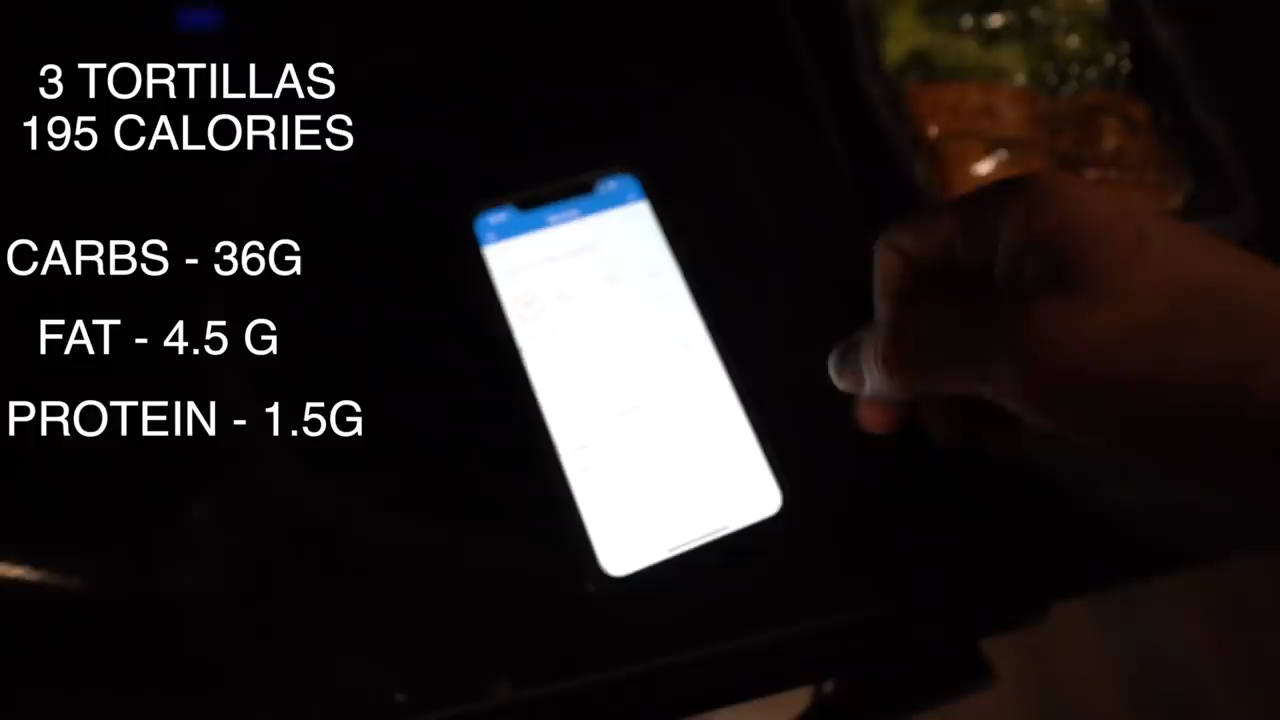 3 TORTILLAS
195 CALORIES
CARBS - 36G
FAT - 4.5 G
PROTEIN - 1.5G